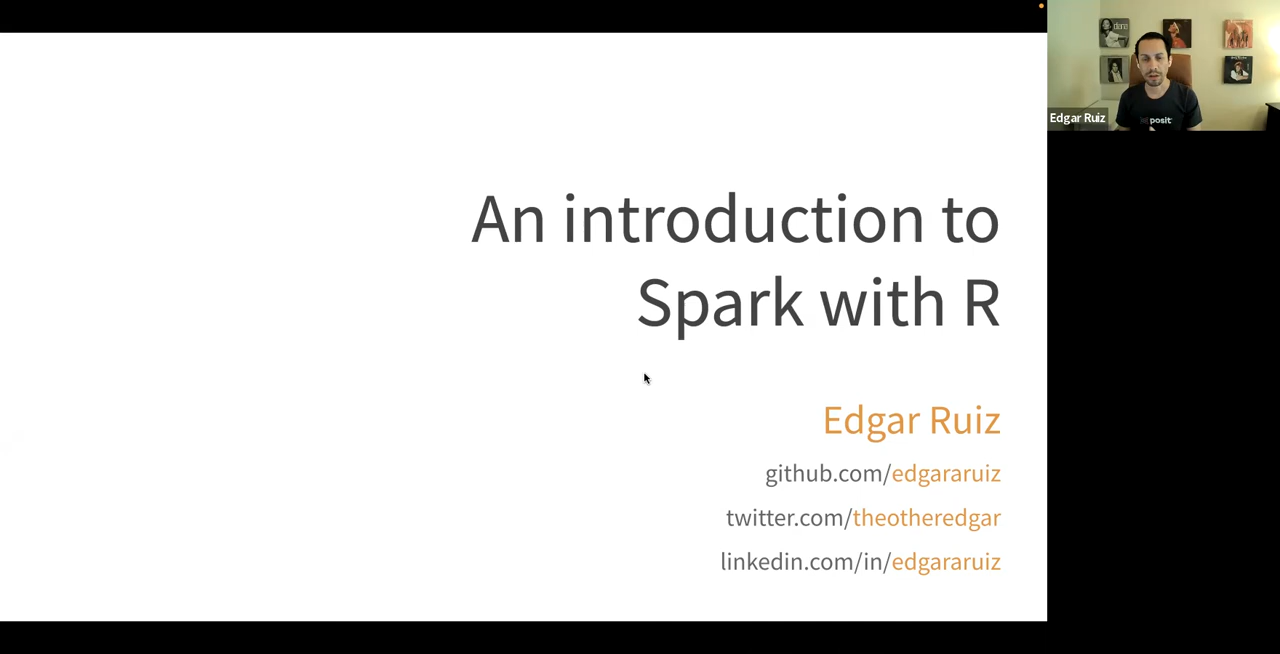 An introduction to
Spark with R
Edgar Ruiz
github.com/edgararuiz
twitter.com/theotheredgar
linkedin.com/in/edgararuiz
Edgar Ruiz
posit